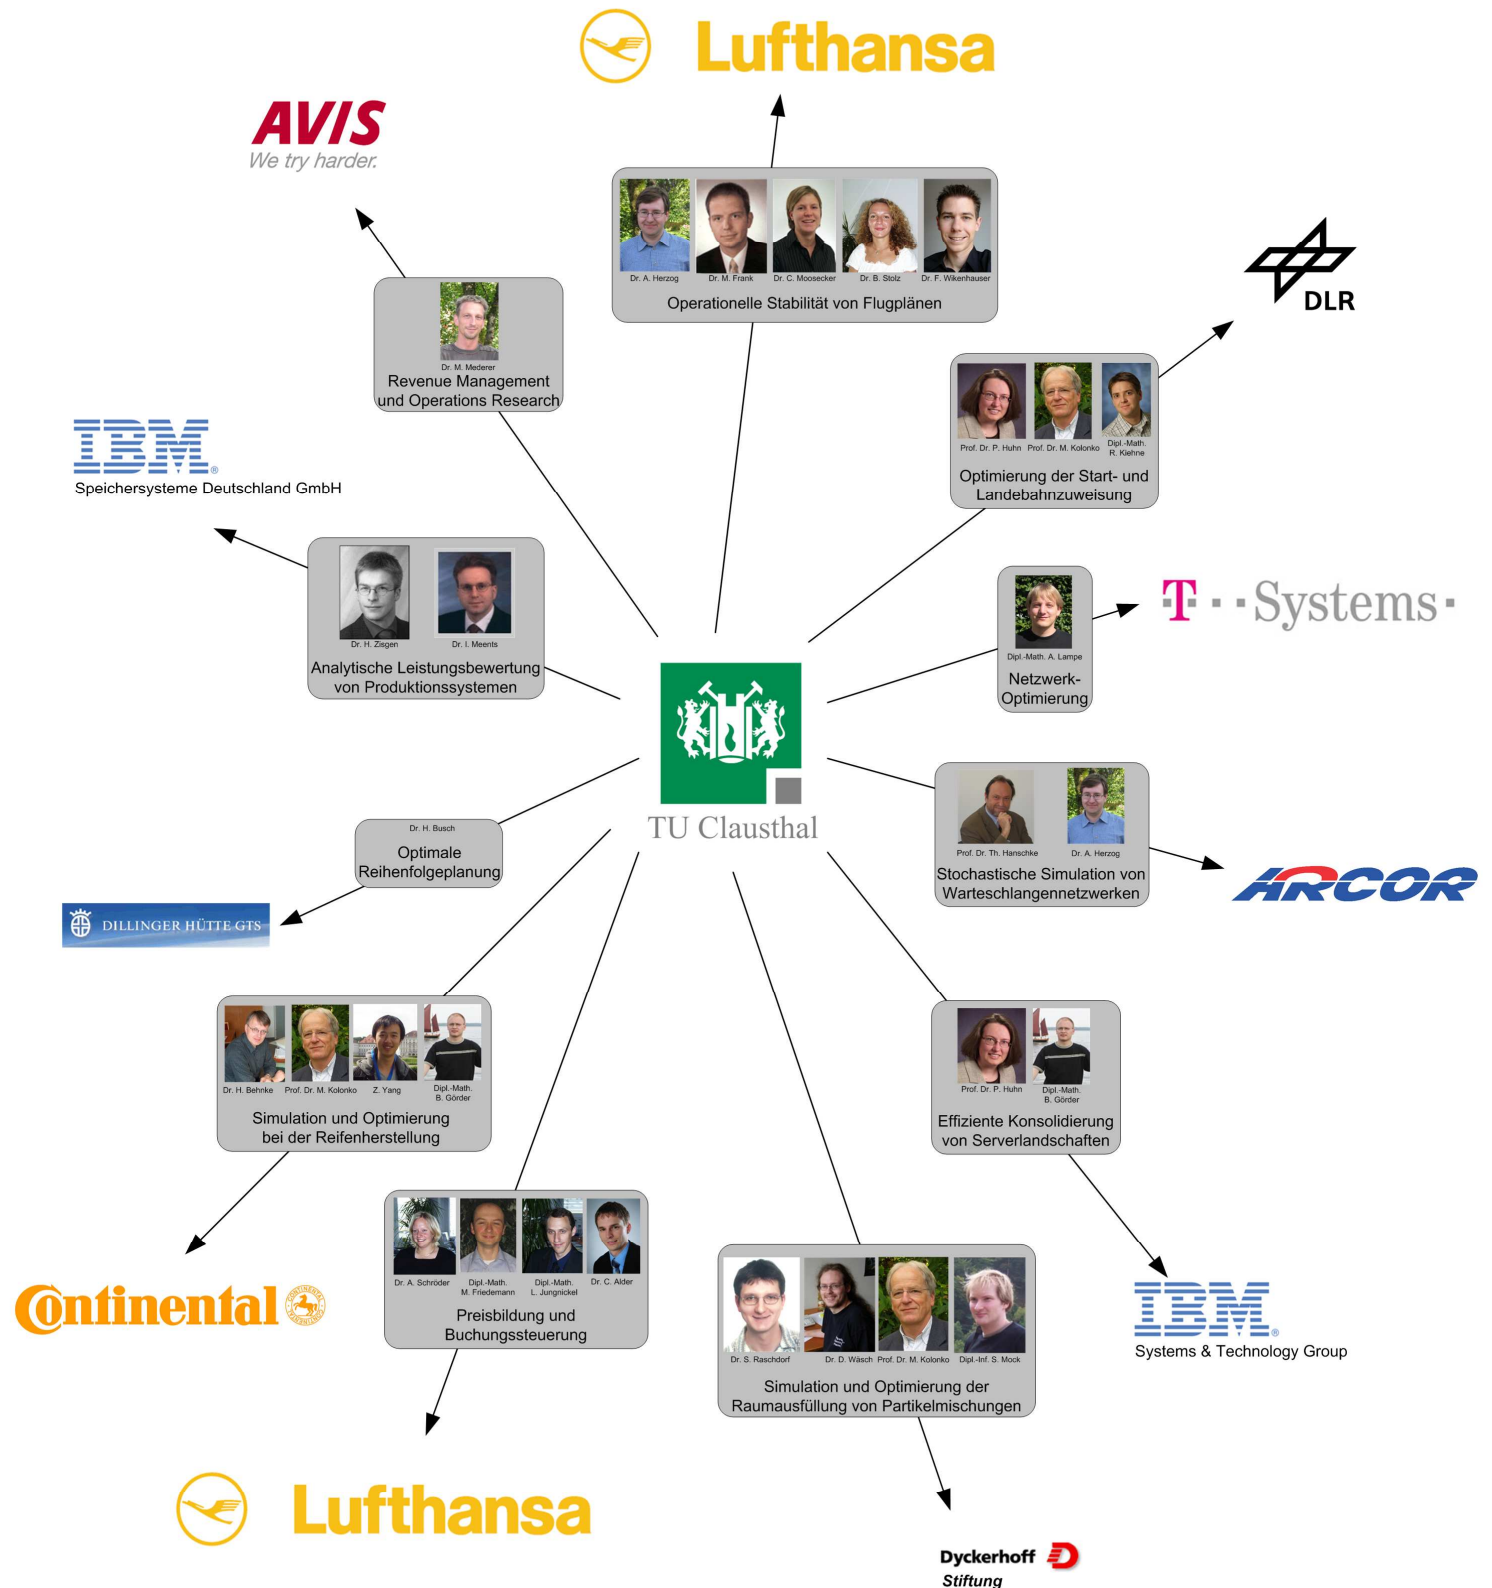 Lufthansa
AVIS
We try harder.
Dr. A. Herzog
Dr. M. Frank
Dr. C. Moosecker
Dr. B. Stolz
Dr. F. Wikenhauser
Operationelle Stabilität von Flugplänen
DLR
Dr. M. Mederer
Revenue Management
und Operations Research
Prof. Dr. P. Huhn
Prof. Dr. M. Kolonko
Dipl.-Math.
R. Kiehne
Optimierung der Start- und
Landebahnzuweisung
IBM®
Speichersysteme Deutschland GmbH
Dr. H. Zisgen
Dr. I. Meents
Analytische Leistungsbewertung
von Produktionssystemen
Dipl.-Math. A. Lampe
Netzwerk-
Optimierung
T · · Systems ·
TU Clausthal
Dr. H. Busch
Optimale
Reihenfolgeplanung
DILLINGER HÜTTE GTS
Prof. Dr. Th. Hanschke
Dr. A. Herzog
Stochastische Simulation von
Warteschlangennetzwerken
ARCOR
Dr. H. Behnke
Prof. Dr. M. Kolonko
Z. Yang
Dipl.-Math.
B. Görder
Simulation und Optimierung
bei der Reifenherstellung
Prof. Dr. P. Huhn
Dipl.-Math.
B. Görder
Effiziente Konsolidierung
von Serverlandschaften
Continental
Dr. A. Schröder
Dipl.-Math.
M. Friedemann
Dipl.-Math.
L. Jungnickel
Dr. C. Alder
Preisbildung und
Buchungssteuerung
Dr. S. Raschdorf
Dr. D. Wäsch
Prof. Dr. M. Kolonko
Dipl.-Inf. S. Mock
Simulation und Optimierung der
Raumausfüllung von Partikelmischungen
IBM®
Systems & Technology Group
Lufthansa
Dyckerhoff
Stiftung